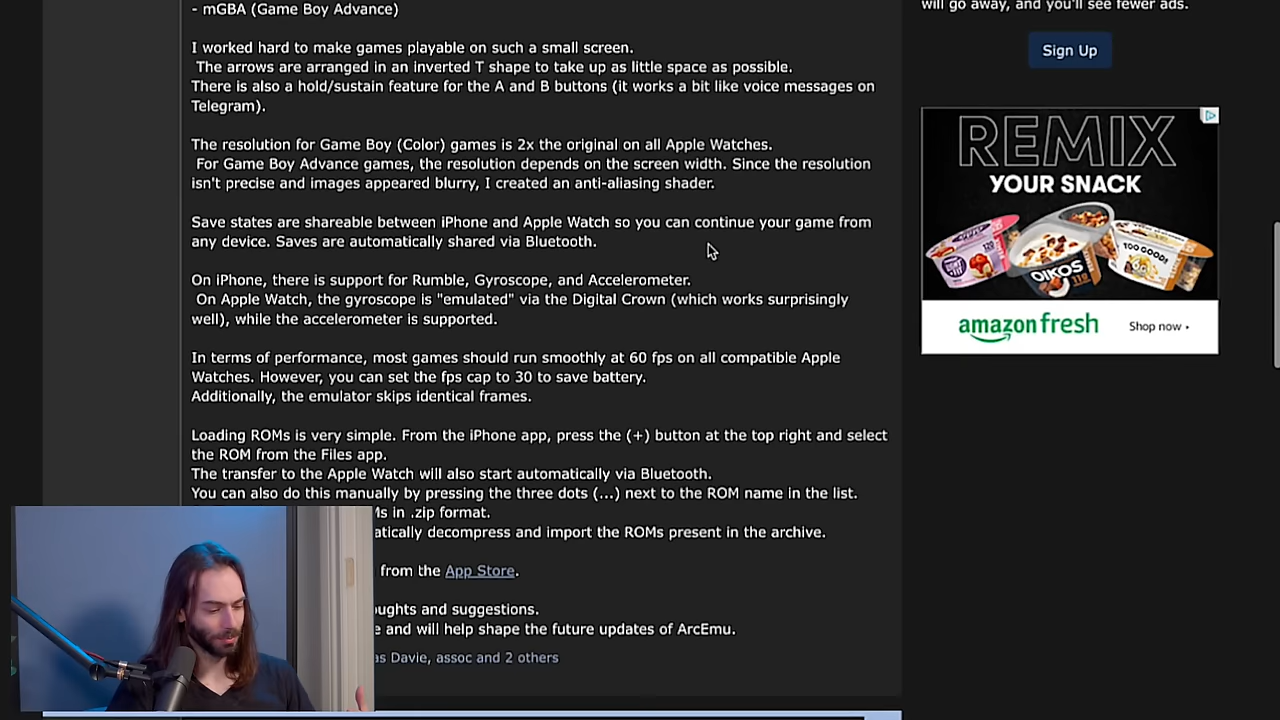 - mGBA (Game Boy Advance)
will go away, and you'll see fewer ads.
Sign Up
I worked hard to make games playable on such a small screen.
The arrows are arranged in an inverted T shape to take up as little space as possible.
There is also a hold/sustain feature for the A and B buttons (it works a bit like voice messages on
Telegram).
The resolution for Game Boy (Color) games is 2x the original on all Apple Watches.
For Game Boy Advance games, the resolution depends on the screen width. Since the resolution
isn't precise and images appeared blurry, I created an anti-aliasing shader.
Save states are shareable between iPhone and Apple Watch so you can continue your game from
any device. Saves are automatically shared via Bluetooth.
On iPhone, there is support for Rumble, Gyroscope, and Accelerometer.
On Apple Watch, the gyroscope is "emulated" via the Digital Crown (which works surprisingly
well), while the accelerometer is supported.
In terms of performance, most games should run smoothly at 60 fps on all compatible Apple
Watches. However, you can set the fps cap to 30 to save battery.
Additionally, the emulator skips identical frames.
Loading ROMs is very simple. From the iPhone app, press the (+) button at the top right and select
the ROM from the Files app.
The transfer to the Apple Watch will also start automatically via Bluetooth.
You can also do this manually by pressing the three dots (...) next to the ROM name in the list.
Ms in .zip format.
atically decompress and import the ROMs present in the archive.
from the App Store.
oughts and suggestions.
e and will help shape the future updates of ArcEmu.
as Davie, assoc and 2 others
REMIX
YOUR SNACK
LIGHT + FIT
OIKOS
TOO GOOD!
amazon fresh
Shop now